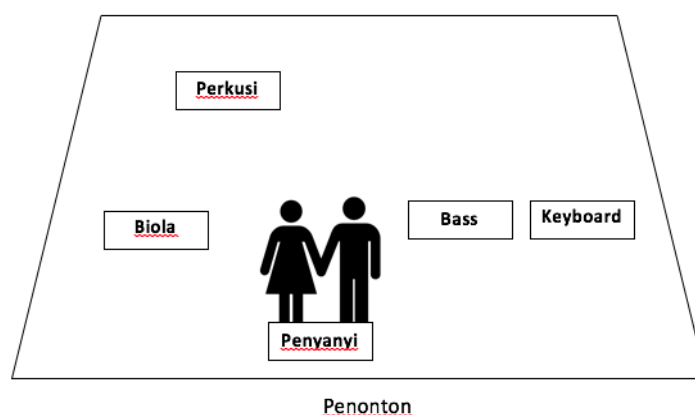 Perkusi
Biola
Bass
Keyboard
Penyanyi
Penonton